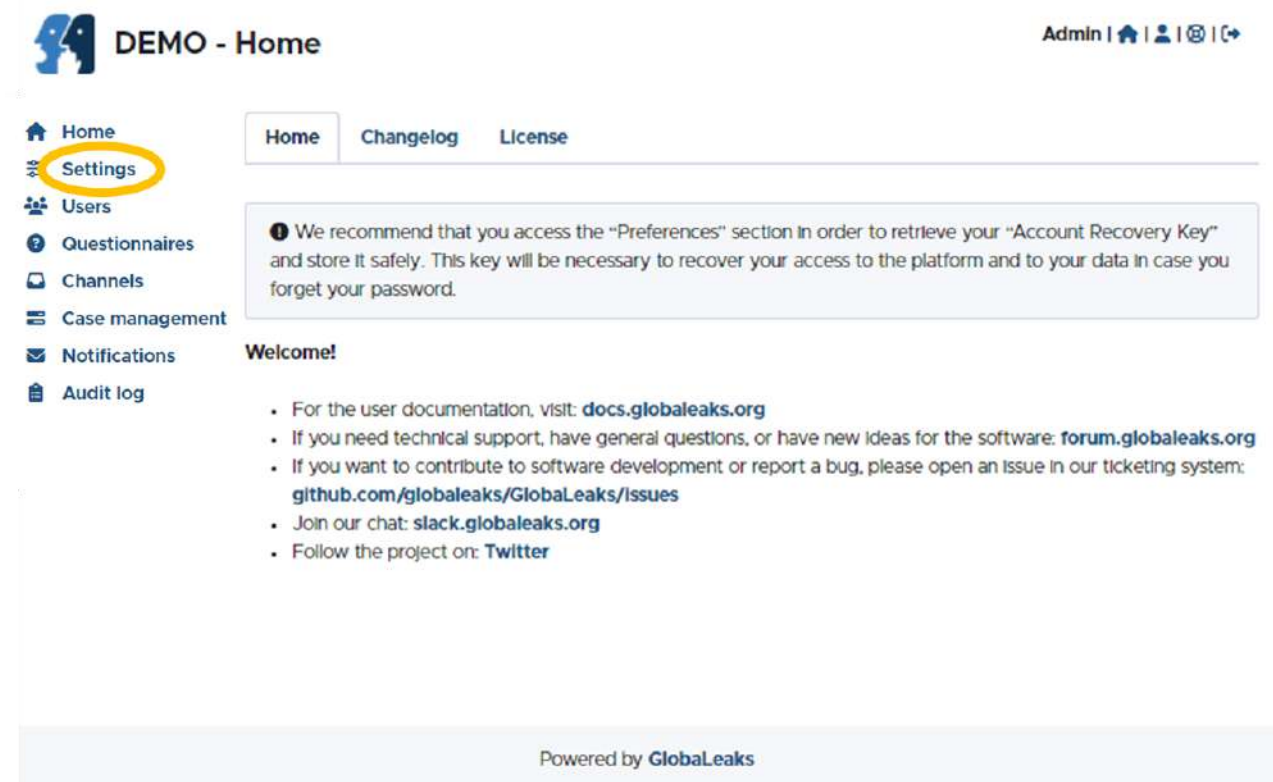 DEMO - Home
Admin | | | |
Home
Settings
Users
Questionnaires
Channels
Case management
Notifications
Audit log
Home Changelog License
We recommend that you access the “Preferences” section in order to retrieve your “Account Recovery Key”
and store it safely. This key will be necessary to recover your access to the platform and to your data in case you
forget your password.
Welcome!
• For the user documentation, visit: docs.globaleaks.org
• If you need technical support, have general questions, or have new ideas for the software: forum.globaleaks.org
• If you want to contribute to software development or report a bug, please open an issue in our ticketing system:
github.com/globaleaks/GlobaLeaks/issues
• Join our chat: slack.globaleaks.org
• Follow the project on: Twitter
Powered by GlobaLeaks